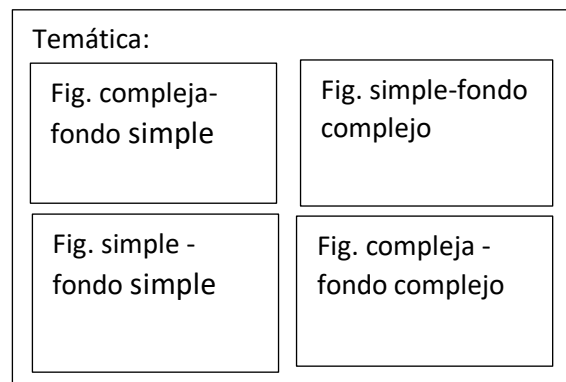 Temática:
Fig. compleja-
fondo simple
Fig. simple-fondo
complejo
Fig. simple -
fondo simple
Fig. compleja -
fondo complejo